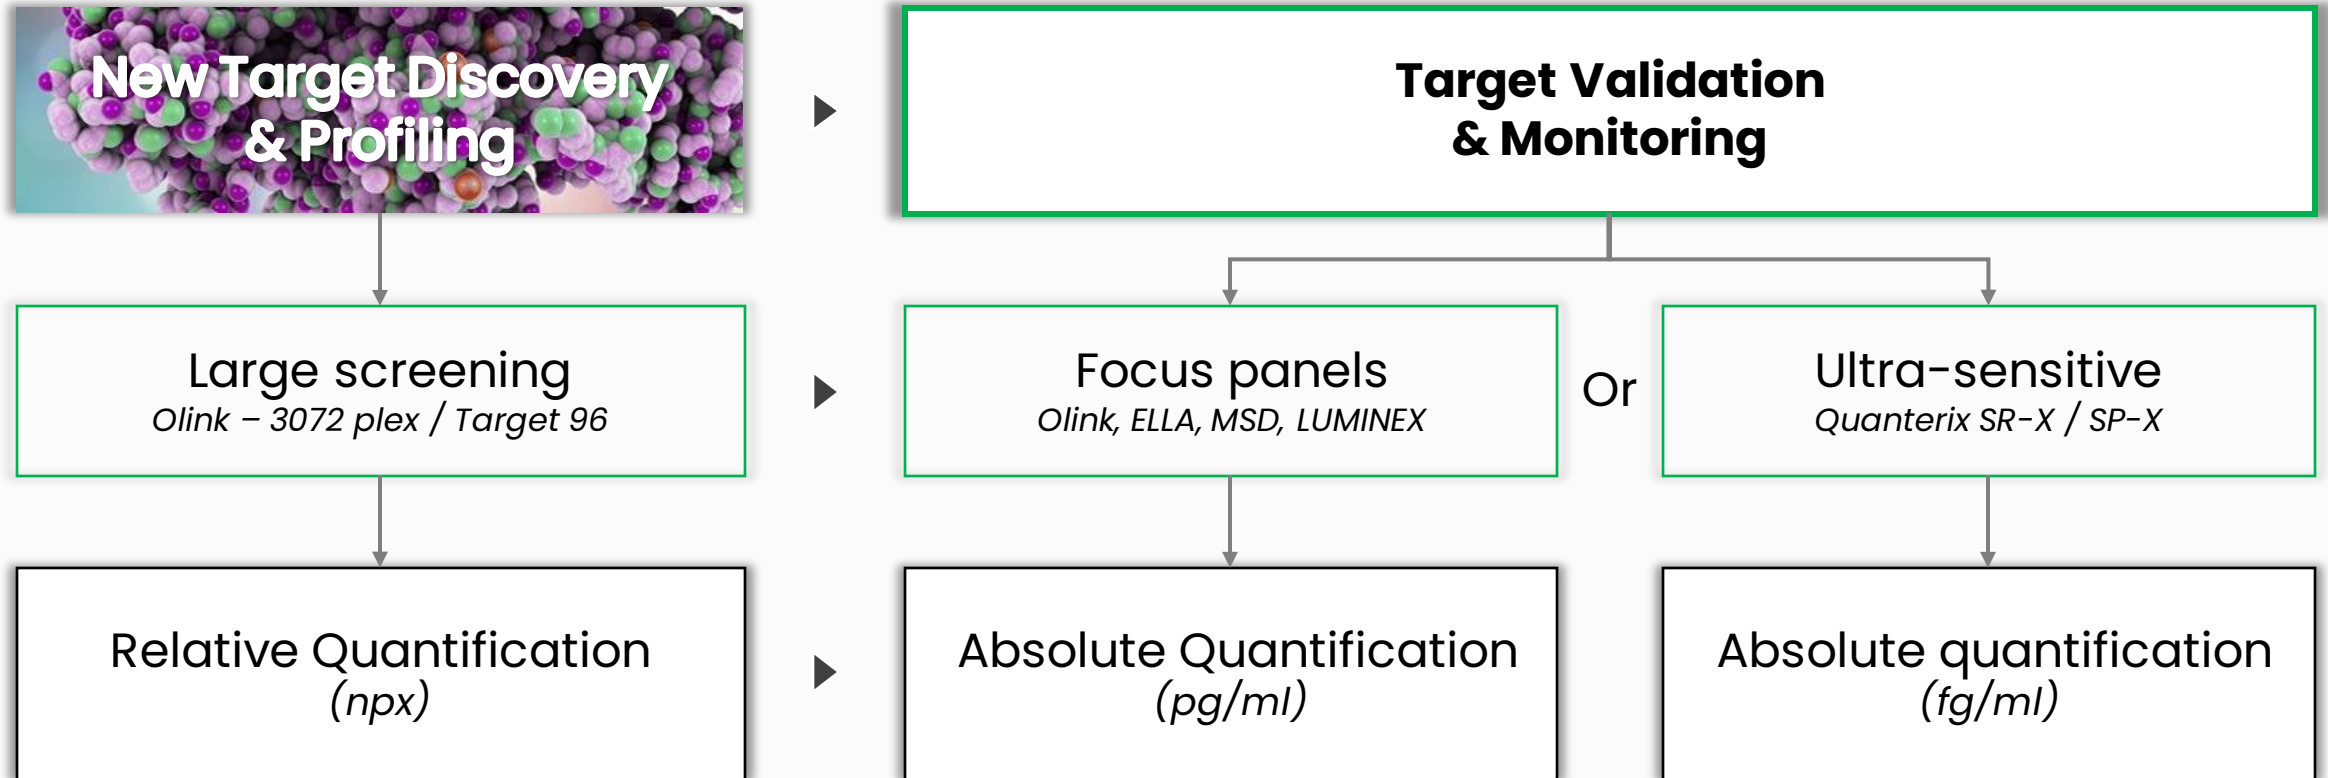 New Target Discovery
& Profiling
Target Validation
& Monitoring
Large screening
Olink – 3072 plex / Target 96
Focus panels
Olink, ELLA, MSD, LUMINEX
Or
Ultra-sensitive
Quanterix SR-X / SP-X
Relative Quantification
(npx)
Absolute Quantification
(pg/ml)
Absolute quantification
(fg/ml)